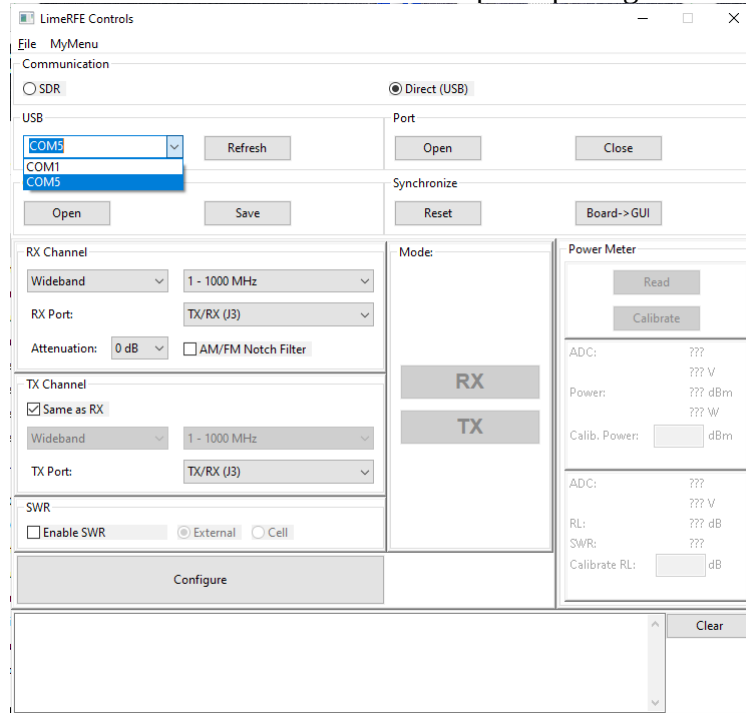 LimeRFE Controls
File MyMenu
Communication
SDR
Direct (USB)
USB
Port
COM5
Refresh
Open
Close
COM1
COM5
Synchronize
Open
Save
Reset
Board->GUI
RX Channel
Mode:
Power Meter
Wideband
1 - 1000 MHz
Read
RX Port:
TX/RX (J3)
Calibrate
Attenuation:
0 dB
AM/FM Notch Filter
ADC:
???
??? V
TX Channel
RX
Power:
??? dBm
Same as RX
??? W
Wideband
1 - 1000 MHz
TX
Calib. Power:
dBm
TX Port:
TX/RX (J3)
ADC:
???
??? V
SWR
Enable SWR
External
Cell
RL:
??? dB
SWR:
???
Configure
Calibrate RL:
dB
Clear